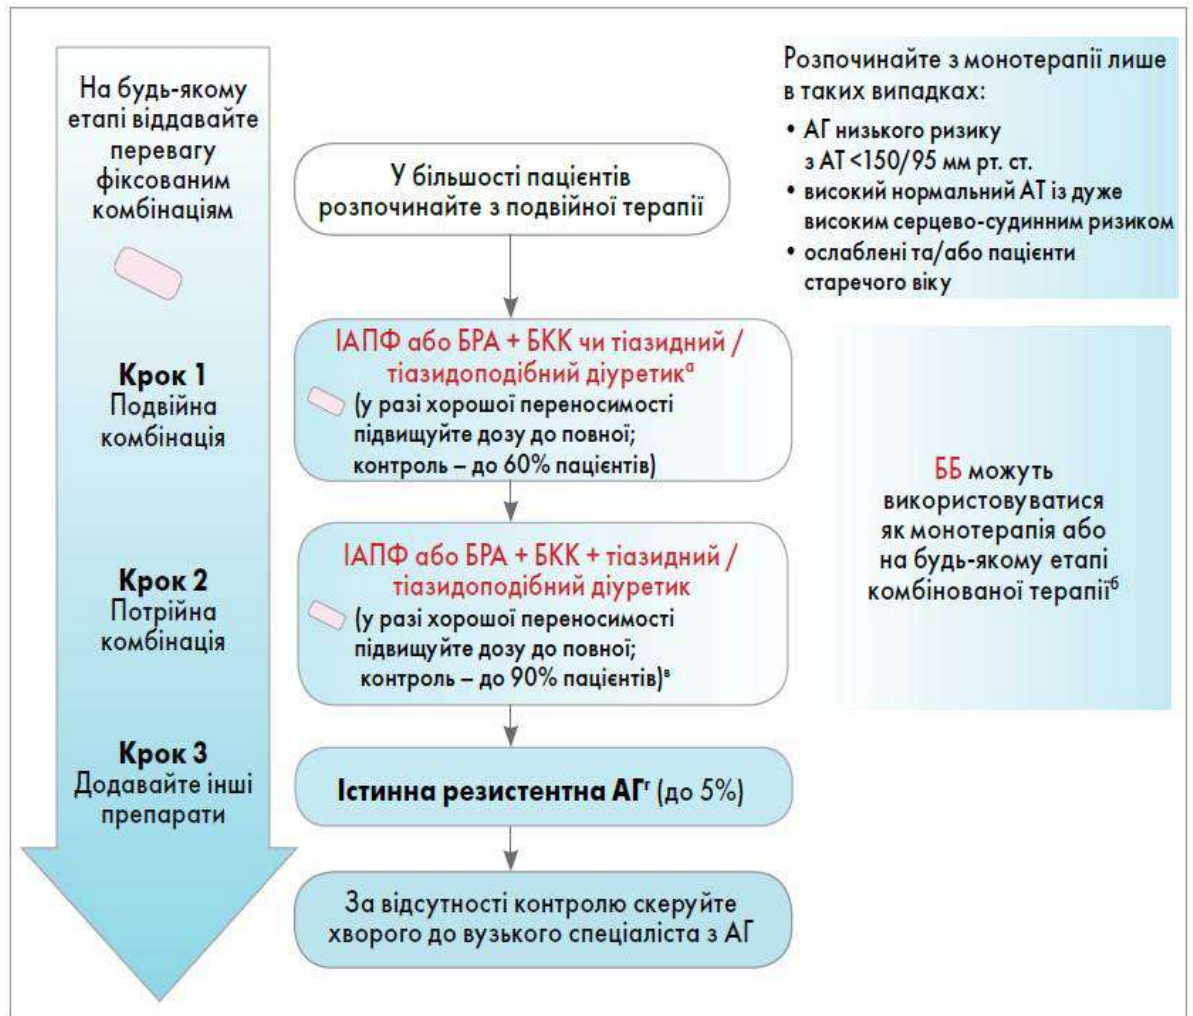 На будь-якому
етапі віддавайте
перевагу
фіксованим
комбінаціям
Крок 1
Подвійна
комбінація
Крок 2
Потрійна
комбінація
Крок 3
Додавайте інші
препарати
У більшості пацієнтів
розпочинайте з подвійної терапії
ІАПФ або БРА + БКК чи тіазидний /
тіазидоподібний діуретикᵃ
(у разі хорошої переносимості
підвищуйте дозу до повної;
контроль – до 60% пацієнтів)
ІАПФ або БРА + БКК + тіазидний /
тіазидоподібний діуретик
(у разі хорошої переносимості
підвищуйте дозу до повної;
контроль – до 90% пацієнтів)ᵛ
Істинна резистентна АГʳ (до 5%)
За відсутності контролю скеруйте
хворого до вузького спеціаліста з АГ
Розпочинайте з монотерапії лише
в таких випадках:
• АГ низького ризику
з АТ <150/95 мм рт. ст.
• високий нормальний АТ із дуже
високим серцево-судинним ризиком
• ослаблені та/або пацієнти
старечого віку
ББ можуть
використовуватися
як монотерапія або
на будь-якому етапі
комбінованої терапіїб